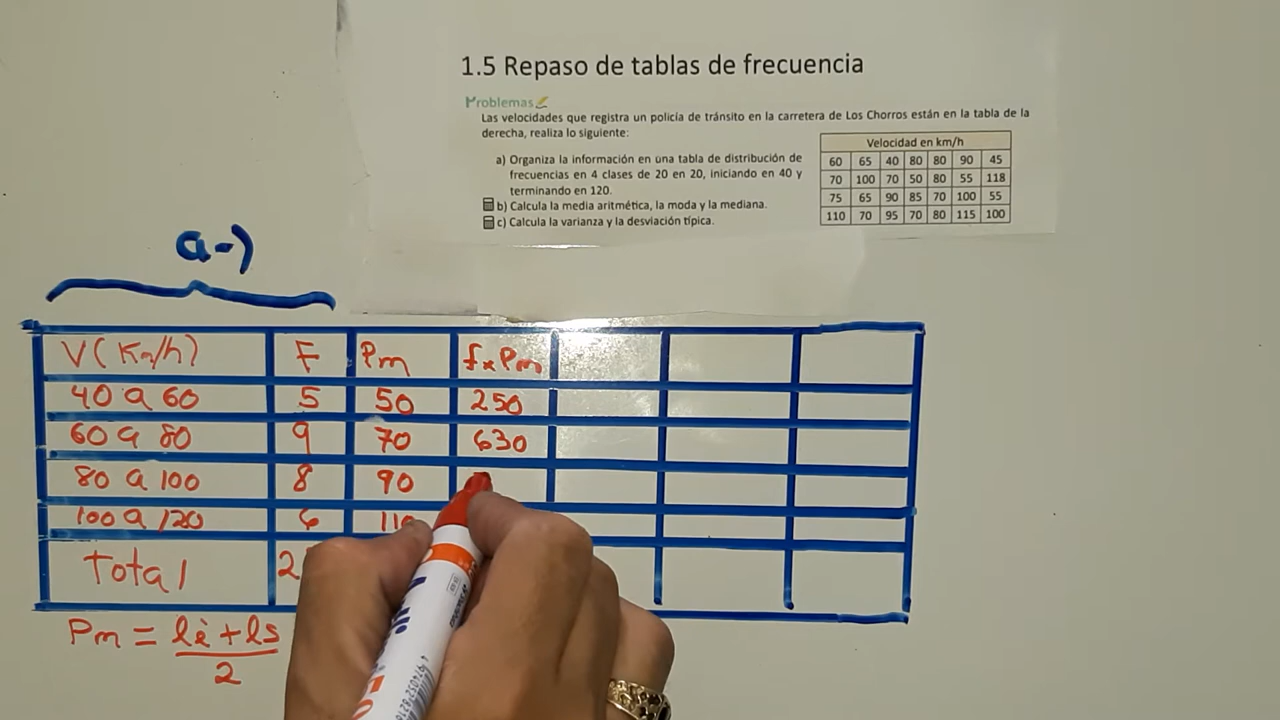 1.5 Repaso de tablas de frecuencia
Problemas
Las velocidades que registra un policía de tránsito en la carretera de Los Chorros están en la tabla de la
derecha, realiza lo siguiente:
a) Organiza la información en una tabla de distribución de
frecuencias en 4 clases de 20 en 20, iniciando en 40 y
terminando en 120.
b) Calcula la media aritmética, la moda y la mediana.
c) Calcula la varianza y la desviación típica.
Velocidad en km/h
60 65 40 80 80 90 45
70 100 70 50 80 55 118
75 65 90 85 70 100 55
110 70 95 70 80 115 100
a-)
V(Km/h) F Pm fxPm
40 a 60 5 50 250
60 a 80 9 70 630
80 a 100 8 90
100 a 120 6 110
Total 2
Pm = li+ls
2